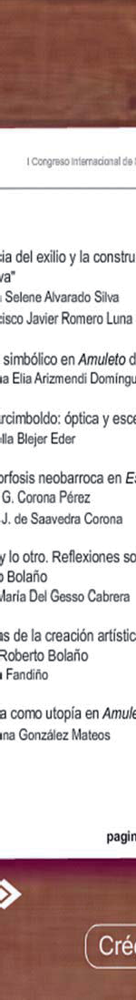 I Congreso Internacional de
cia del exilio y la constru
va"
Selene Alvarado Silva
cisco Javier Romero Luna
simbólico en Amuleto d
na Elia Arizmendi Domíngu
urcimboldo: óptica y esce
lla Blejer Eder
orfosis neobarroca en E
G. Corona Pérez
J. de Saavedra Corona
y lo otro. Reflexiones so
o Bolaño
María Del Gesso Cabrera
as de la creación artístic
Roberto Bolaño
Fandiño
a como utopía en Amule
ana González Mateos
pagin
Cré